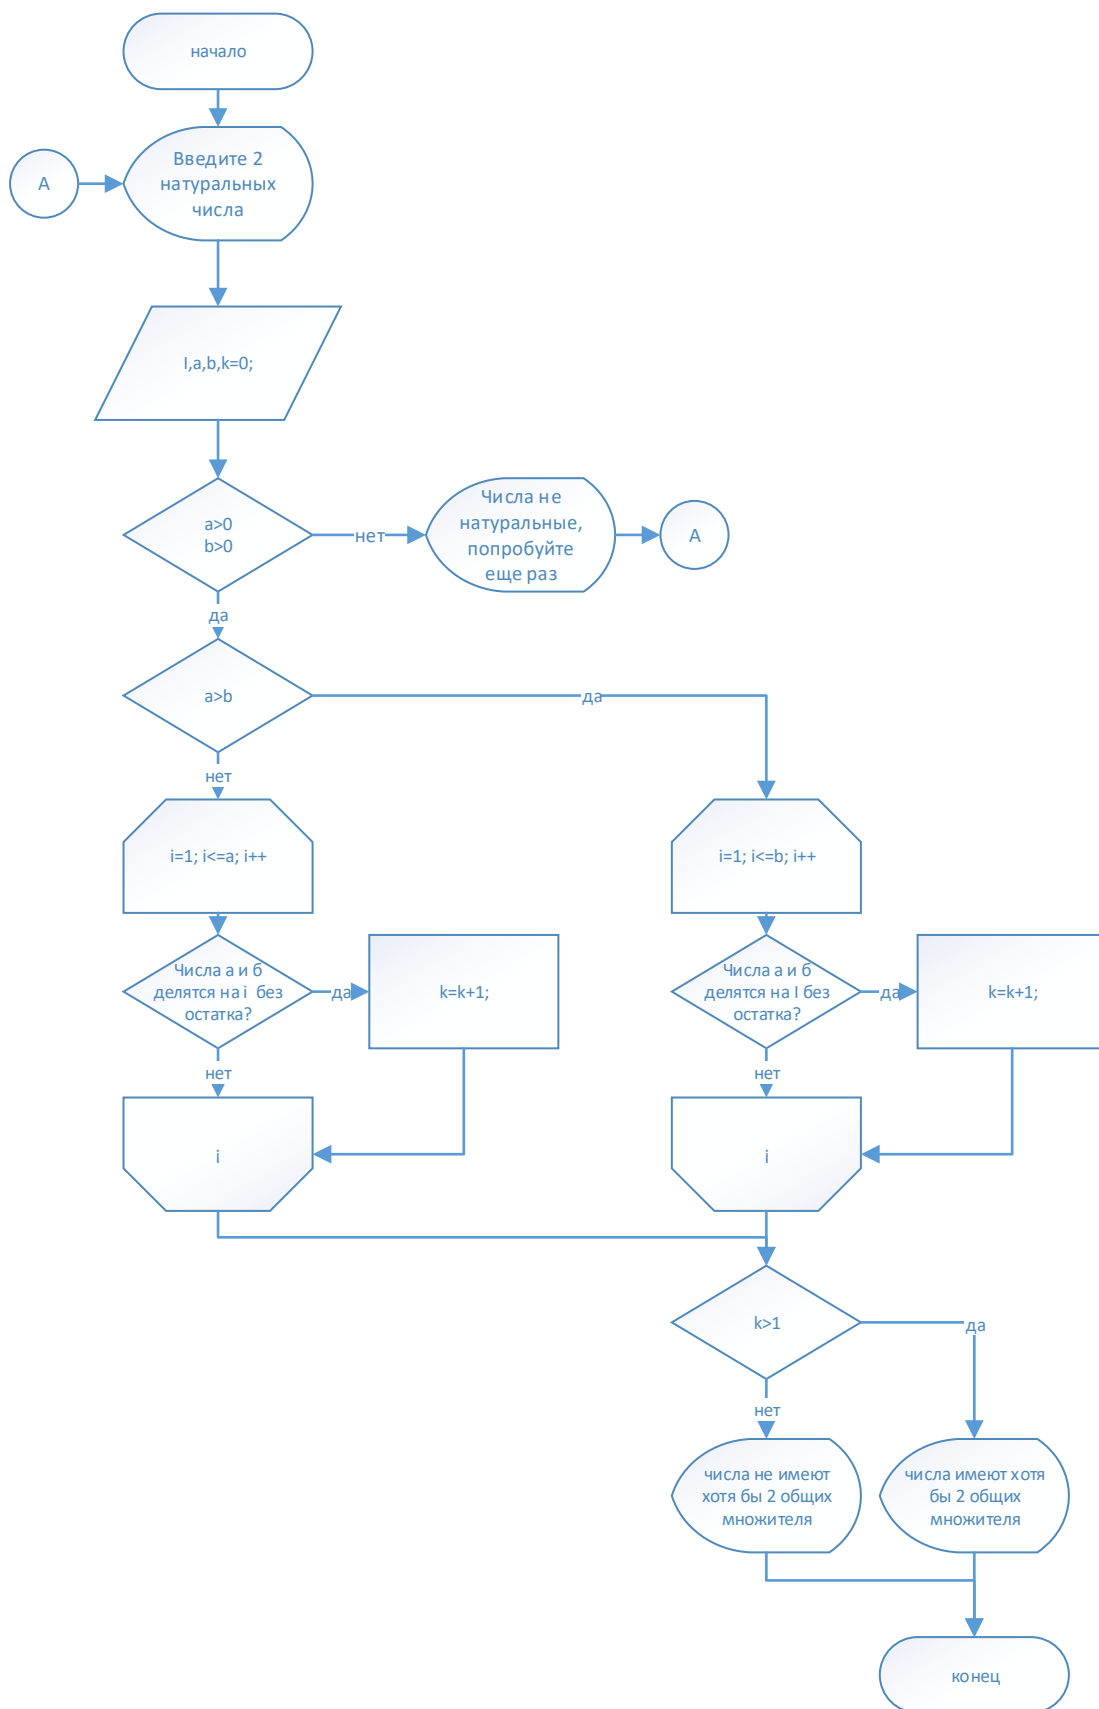 начало
А
Введите 2
натуральных
числа
I,a,b,k=0;
a>0
b>0
нет
Числа не
натуральные,
попробуйте
еще раз
А
да
a>b
да
нет
i=1; i<=a; i++
i=1; i<=b; i++
Числа а и б
делятся на i без
остатка?
да
k=k+1;
Числа а и б
делятся на I без
остатка?
да
k=k+1;
нет
нет
i
i
k>1
да
нет
числа не имеют
хотя бы 2 общих
множителя
числа имеют хотя
бы 2 общих
множителя
конец